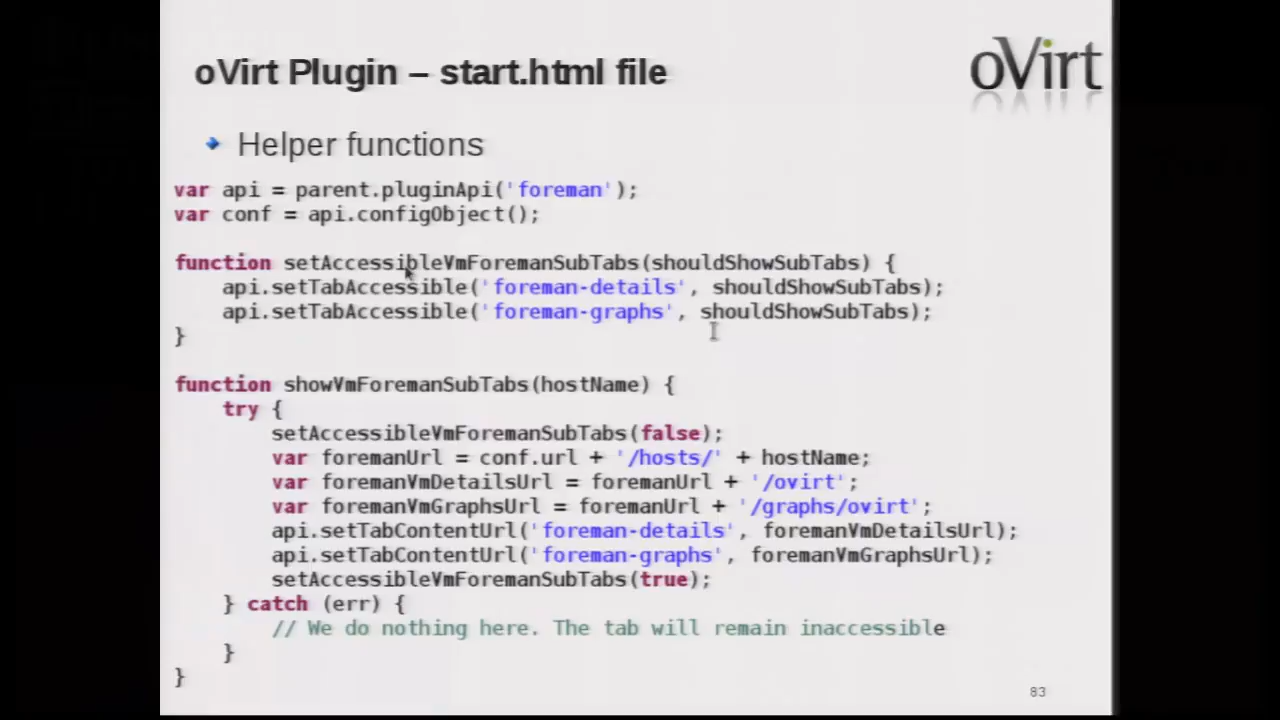 oVirt Plugin – start.html file
oVirt
Helper functions
var api = parent.pluginApi('foreman');
var conf = api.configObject();
function setAccessibleVmForemanSubTabs(shouldShowSubTabs) {
    api.setTabAccessible('foreman-details', shouldShowSubTabs);
    api.setTabAccessible('foreman-graphs', shouldShowSubTabs);
}
function showVmForemanSubTabs(hostName) {
    try {
        setAccessibleVmForemanSubTabs(false);
        var foremanUrl = conf.url + '/hosts/' + hostName;
        var foremanVmDetailsUrl = foremanUrl + '/ovirt';
        var foremanVmGraphsUrl = foremanUrl + '/graphs/ovirt';
        api.setTabContentUrl('foreman-details', foremanVmDetailsUrl);
        api.setTabContentUrl('foreman-graphs', foremanVmGraphsUrl);
        setAccessibleVmForemanSubTabs(true);
    } catch (err) {
        // We do nothing here. The tab will remain inaccessible
    }
}
83